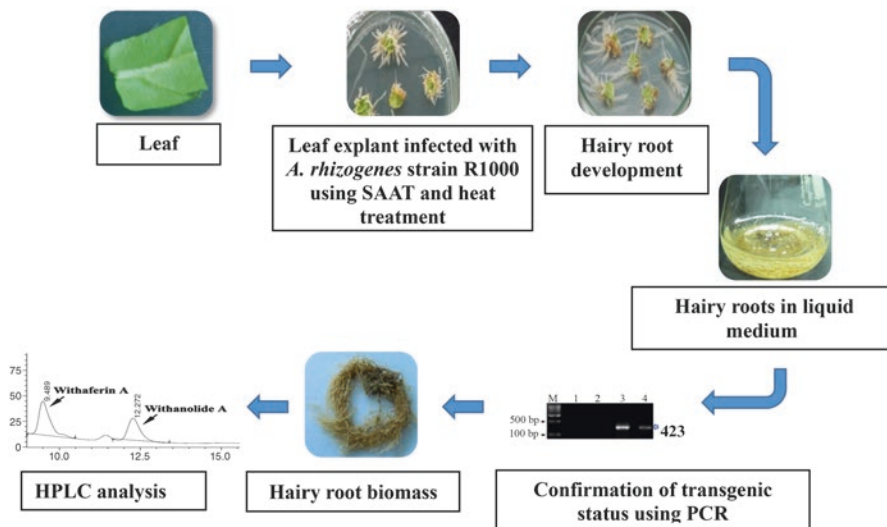 Leaf
Leaf explant infected with
A. rhizogenes strain R1000
using SAAT and heat
treatment
Hairy root
development
Hairy roots in liquid
medium
M 1 2 3 4
500 bp
100 bp
423
Confirmation of transgenic
status using PCR
Hairy root biomass
75
50
25
0
9.489
Withaferin A
12.272
Withanolide A
10.0 12.5 15.0
HPLC analysis